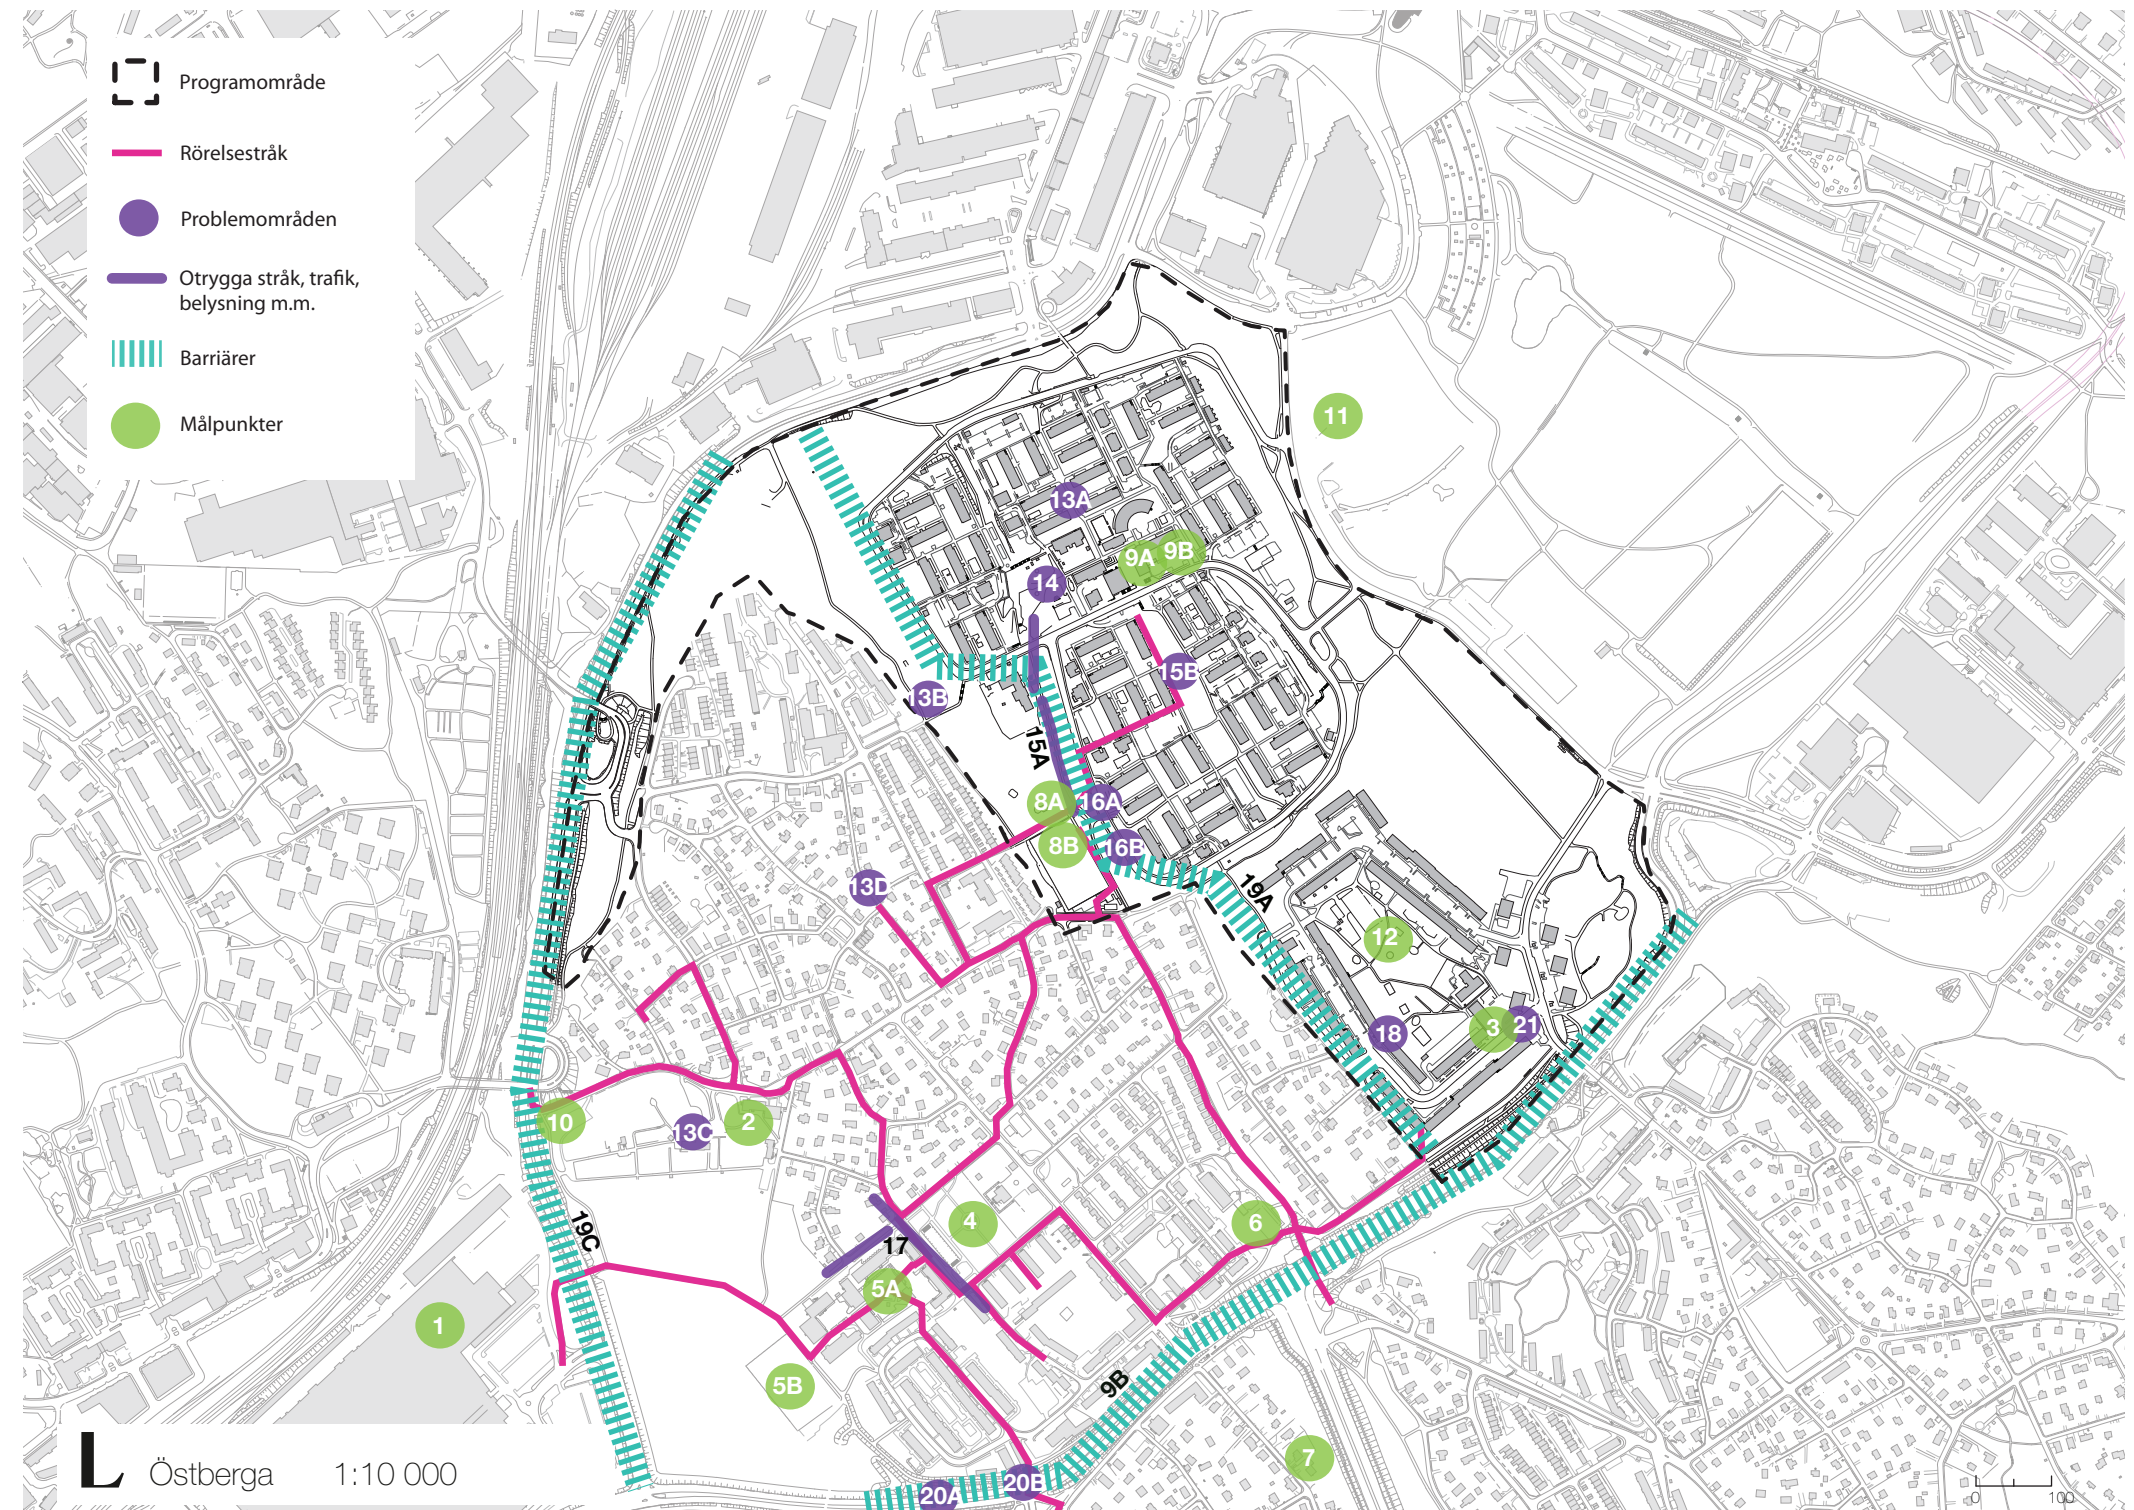 Programområde
Rörelsestråk
Problemområden
Otrygga stråk, trafik,
belysning m.m.
Barriärer
Målpunkter
11
13A
9A
9B
14
15B
13B
15A
8A
16A
8B
16B
13D
19A
12
18
3
21
10
13C
2
19C
4
6
17
5A
1
5B
9B
7
20A
20B
L
Östberga 1:10 000
0 100